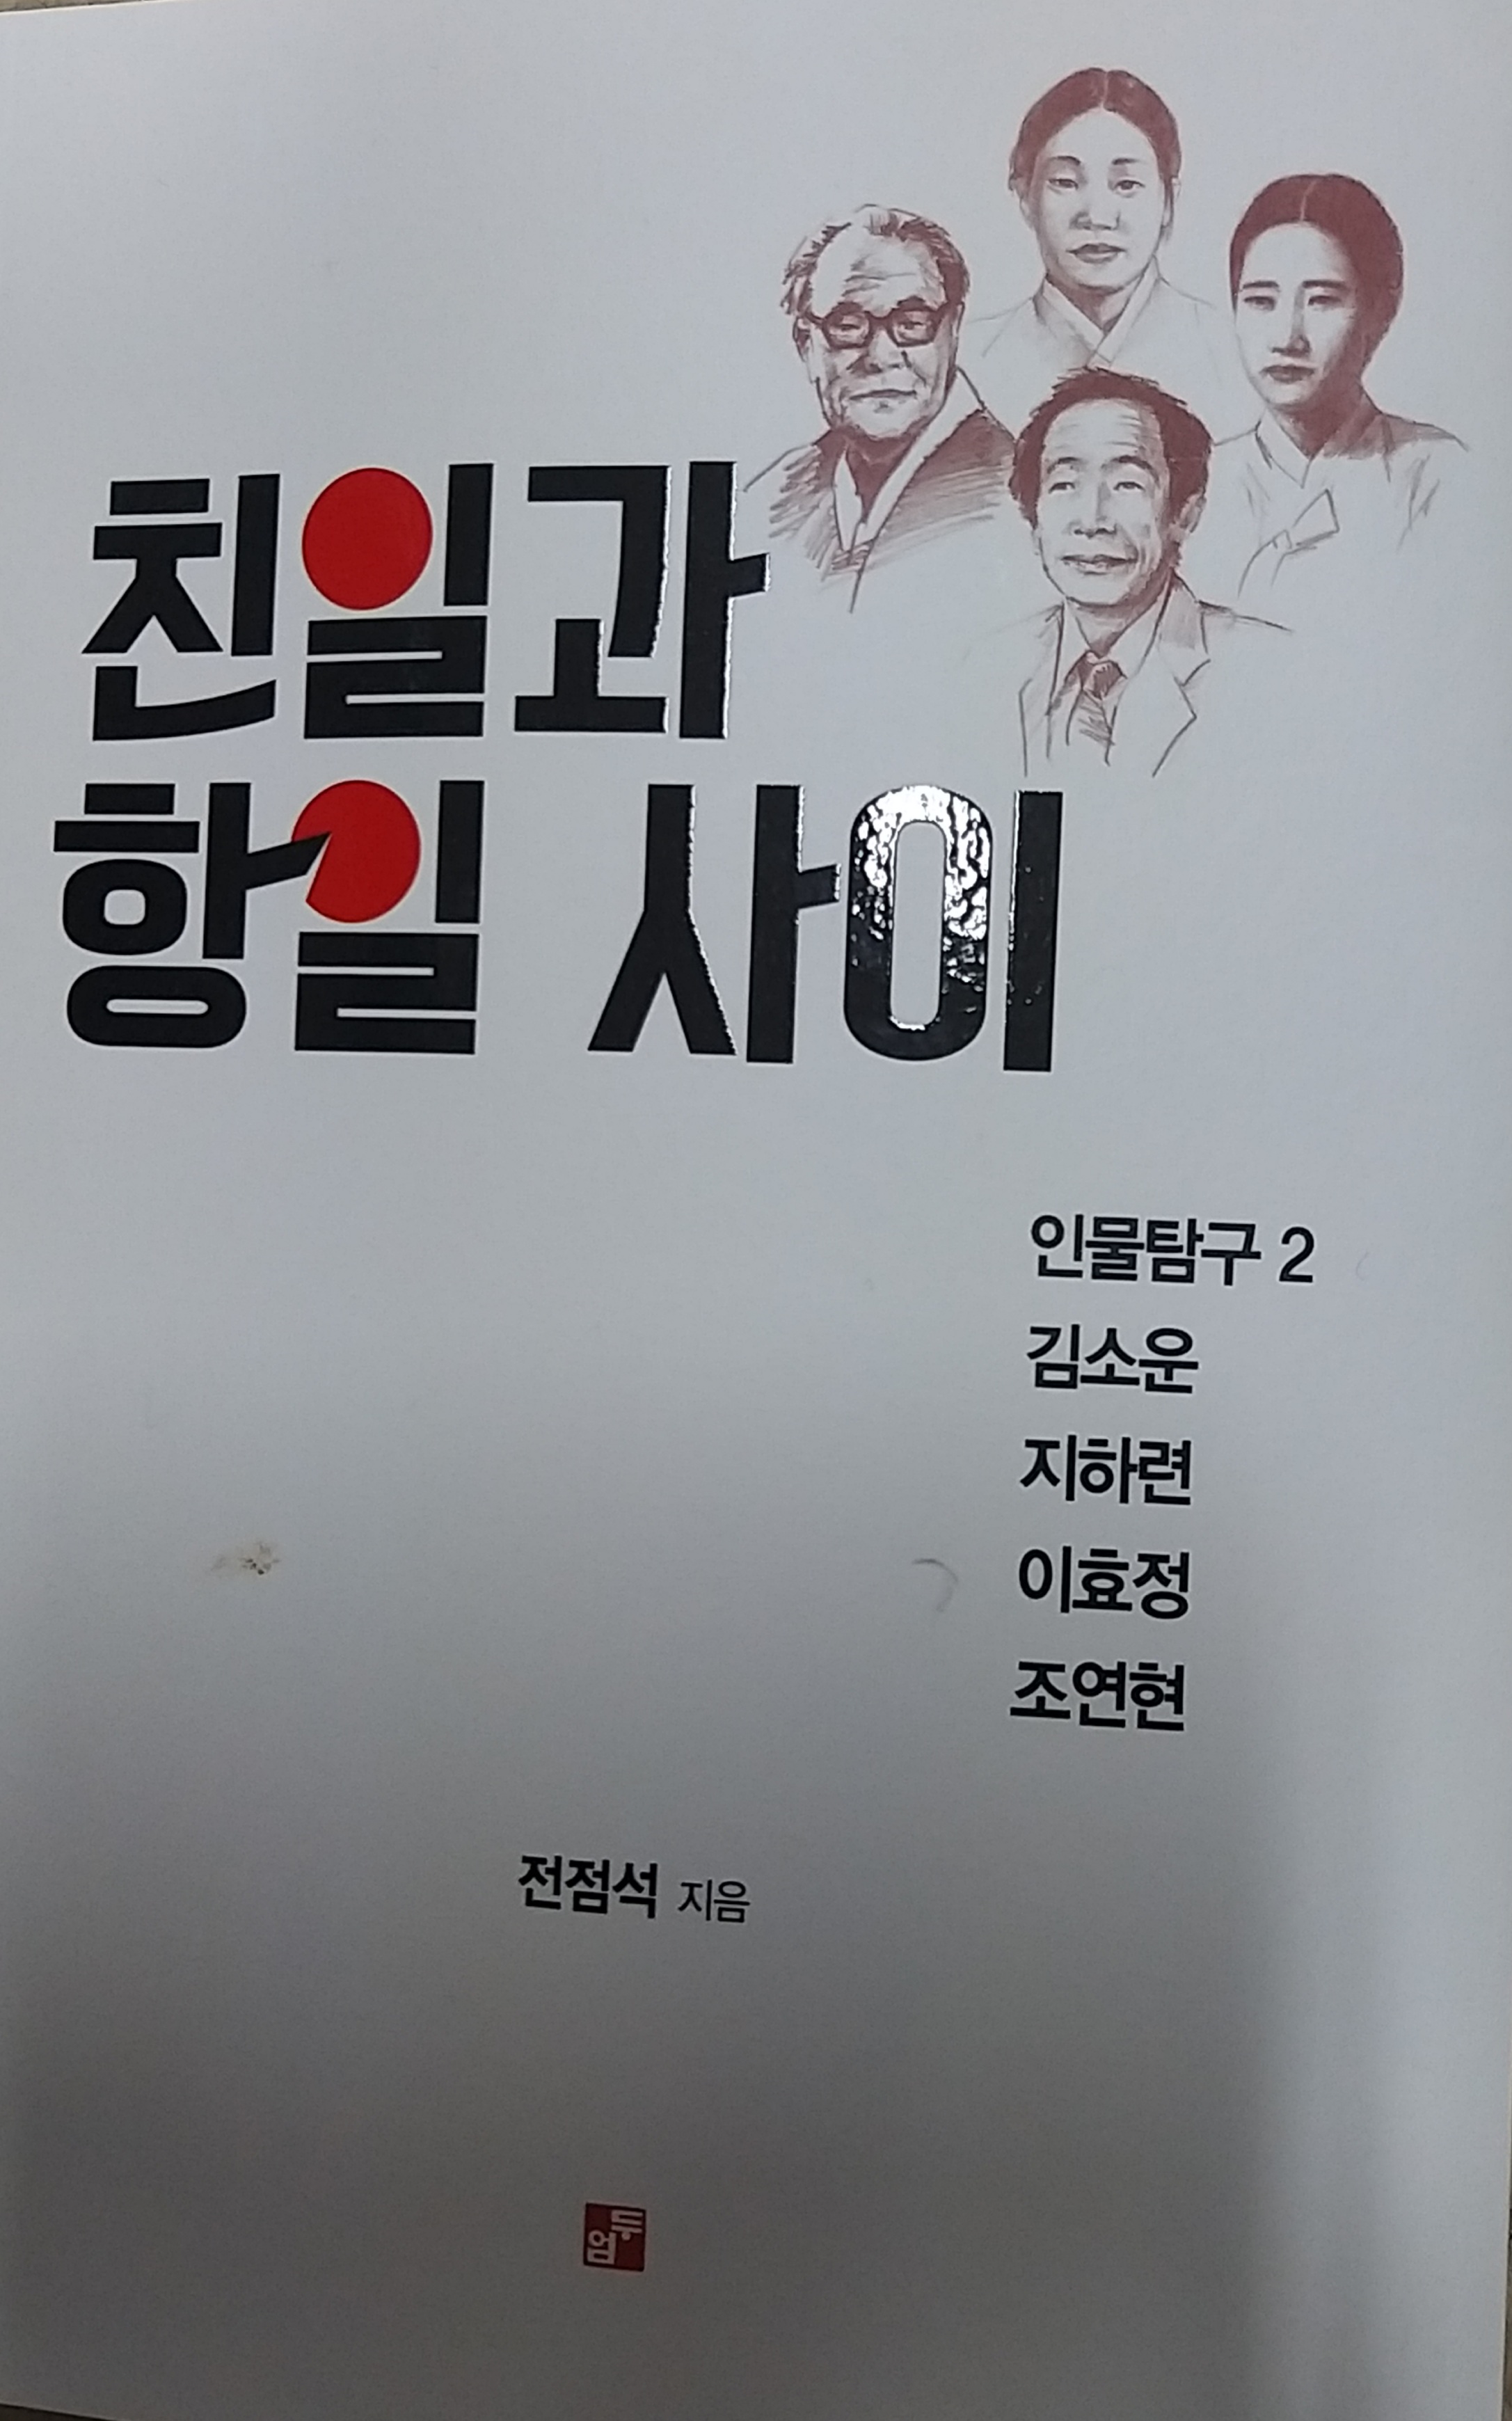 친일과
항일 사이
인물탐구 2
김소운
지하련
이효정
조연현
전점석 지음
두엄